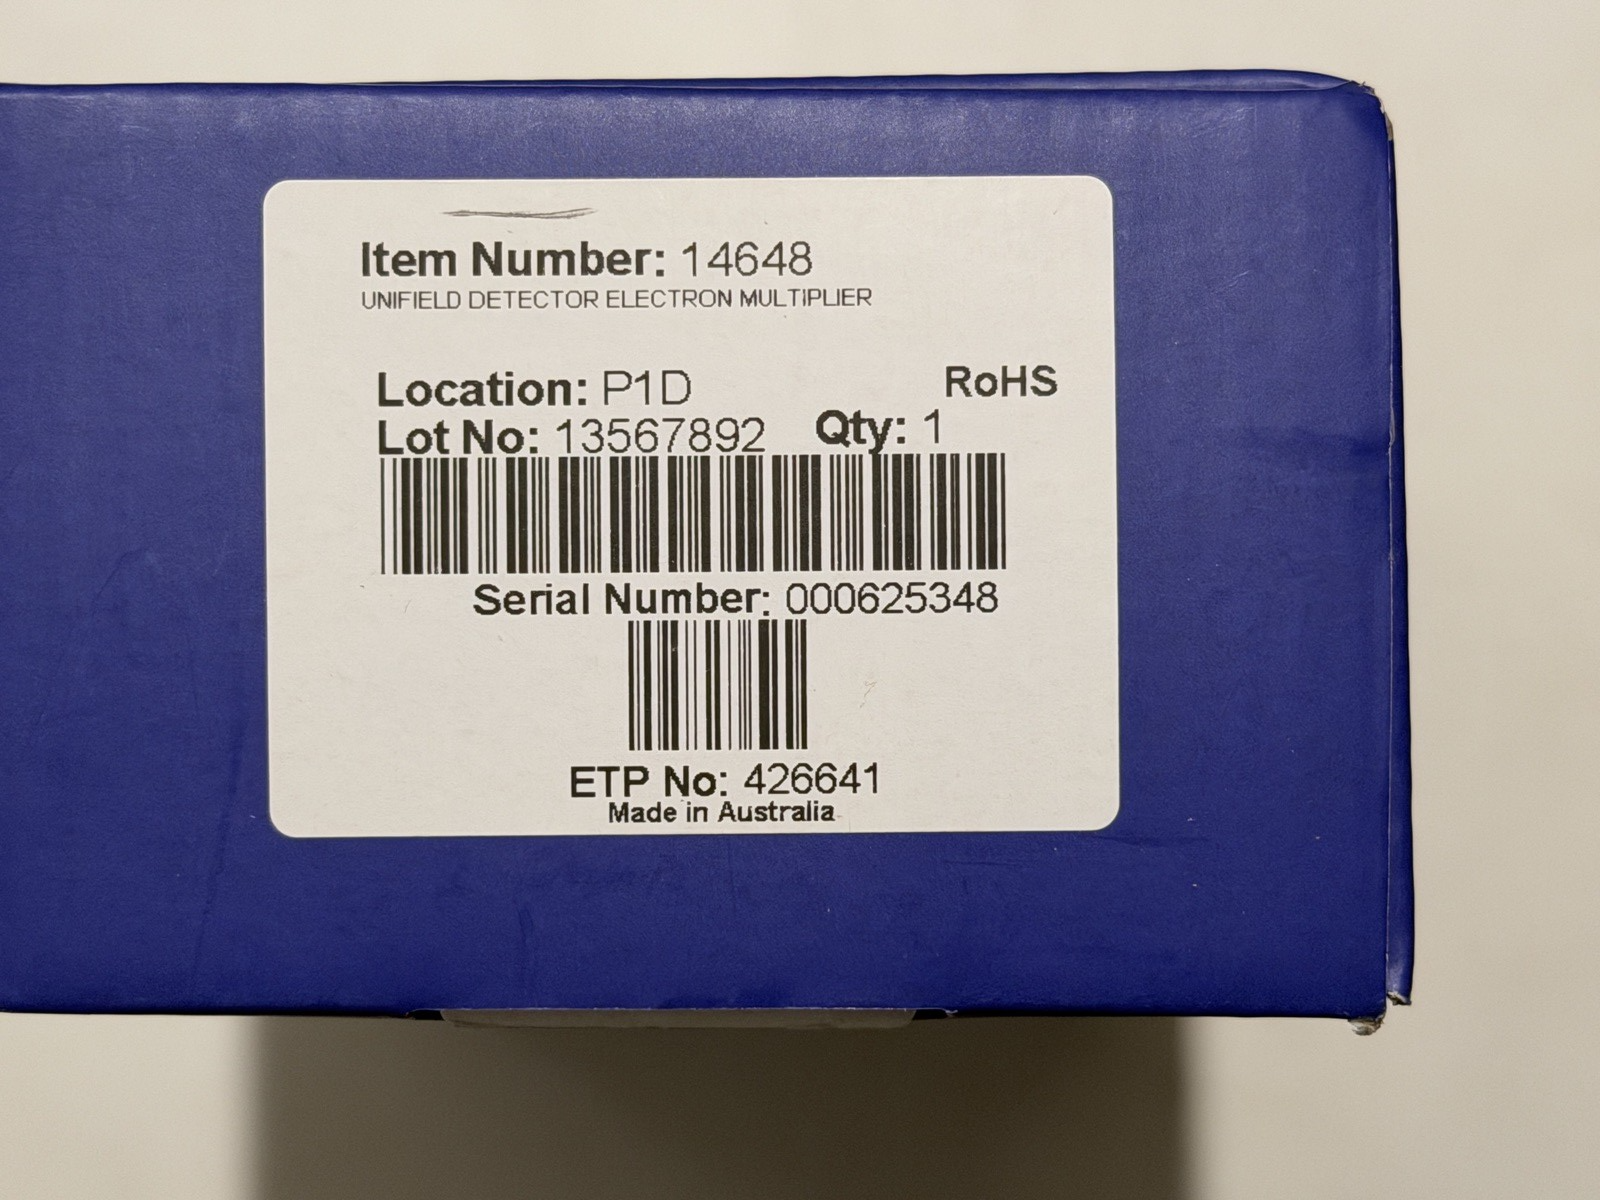 Item Number: 14648
UNIFIELD DETECTOR ELECTRON MULTIPLIER
Location: P1D RoHS
Lot No: 13567892 Qty: 1
Serial Number: 000625348
ETP No: 426641
Made in Australia